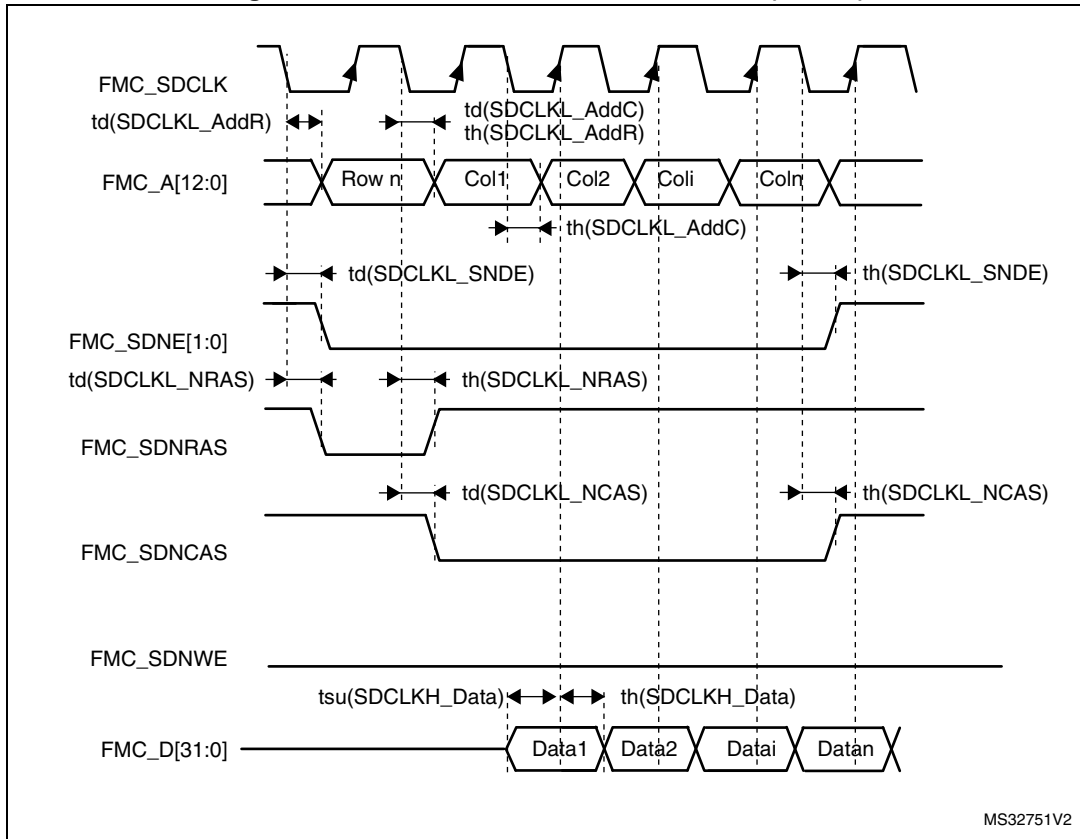 FMC_SDCLK
td(SDCLKL_AddR)
td(SDCLKL_AddC)
th(SDCLKL_AddR)
FMC_A[12:0]
Row n
Col1
Col2
Coli
Coln
th(SDCLKL_AddC)
td(SDCLKL_SNDE)
th(SDCLKL_SNDE)
FMC_SDNE[1:0]
td(SDCLKL_NRAS)
th(SDCLKL_NRAS)
FMC_SDNRAS
td(SDCLKL_NCAS)
th(SDCLKL_NCAS)
FMC_SDNCAS
FMC_SDNWE
tsu(SDCLKH_Data)
th(SDCLKH_Data)
FMC_D[31:0]
Data1
Data2
Datai
Datan
MS32751V2